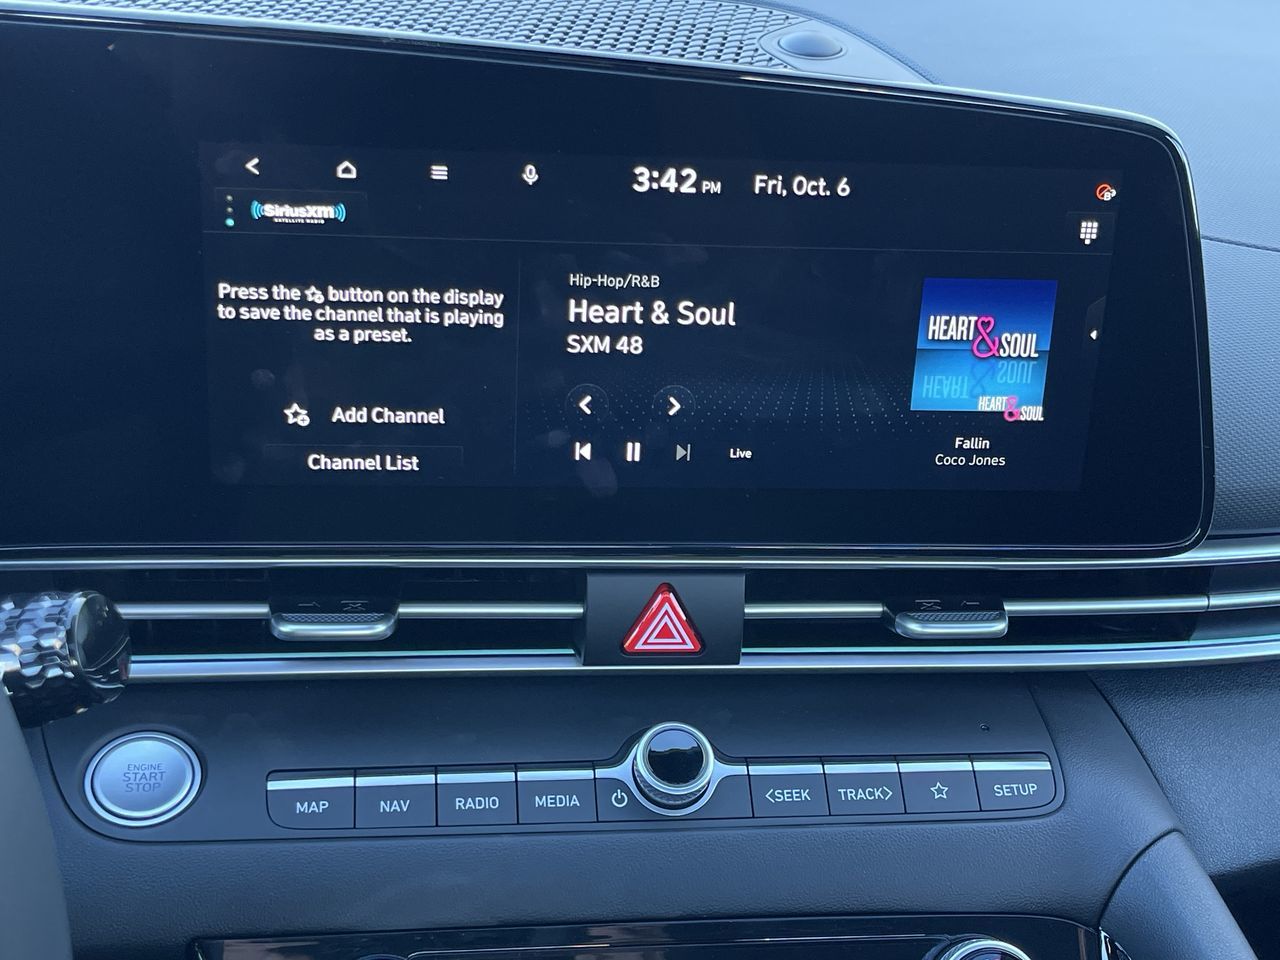 3:42 PM Fri, Oct. 6
((SiriusXM))
SATELLITE RADIO
Press the button on the display
to save the channel that is playing
as a preset.
Add Channel
Channel List
Hip-Hop/R&B
Heart & Soul
SXM 48
Live
HEART & SOUL
HEART & SOUL
HEART & SOUL
Fallin
Coco Jones
ENGINE
START
STOP
MAP
NAV
RADIO
MEDIA
<SEEK
TRACK>
SETUP